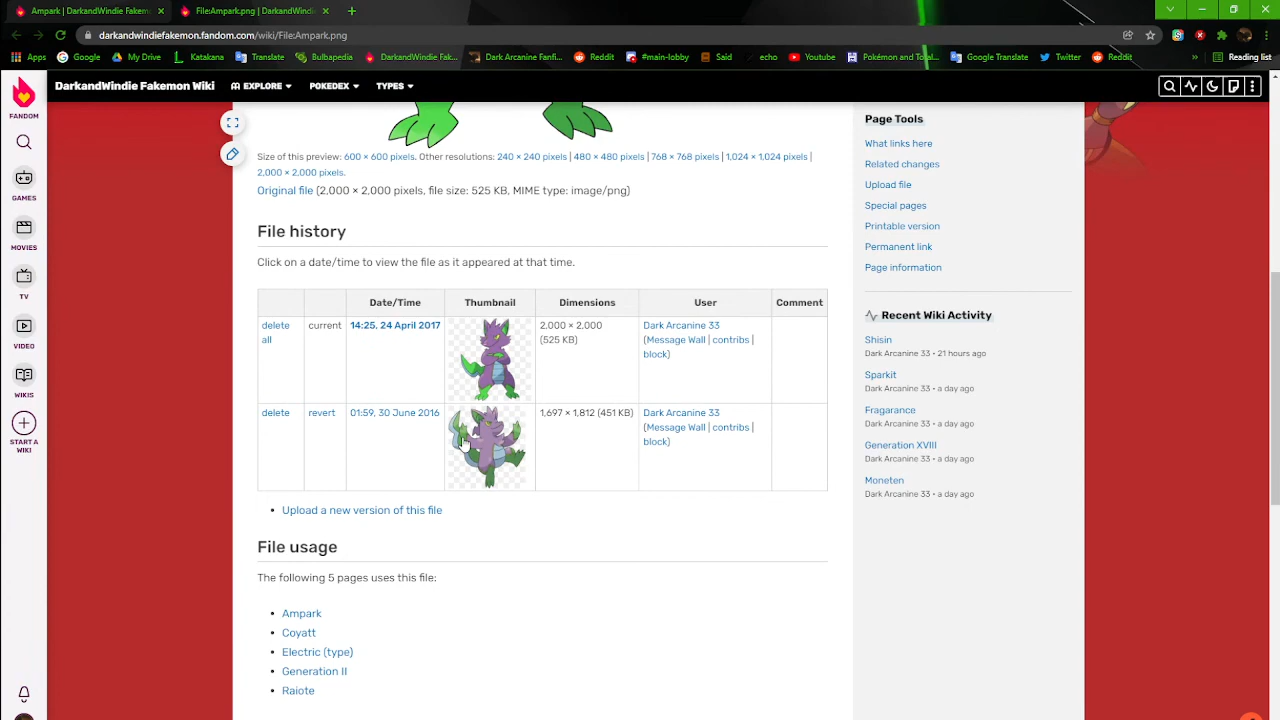 Ampark | DarkandWindie Fakem ×
FileAmpark.png | DarkandWindi ×
darkandwindiefakemon.fandom.com/wiki/FileAmpark.png
Apps Google My Drive Katakana Translate Bulbapedia DarkandWindie Fak... Dark Arcanine Fanfi... Reddit #main-lobby Said echo Youtube Pokémon and Total... Google Translate Twitter Reddit
FANDOM
GAMES
MOVIES
TV
VIDEO
WIKIS
START A
WIKI
DarkandWindie Fakemon Wiki EXPLORE POKEDEX TYPES
Size of this preview: 600 × 600 pixels. Other resolutions: 240 × 240 pixels | 480 × 480 pixels | 768 × 768 pixels | 1,024 × 1,024 pixels |
2,000 × 2,000 pixels.
Original file (2,000 × 2,000 pixels, file size: 525 KB, MIME type: image/png)
File history
Click on a date/time to view the file as it appeared at that time.
Date/Time Thumbnail Dimensions User Comment
delete all current 14:25, 24 April 2017 2,000 × 2,000 (525 KB) Dark Arcanine 33 (Message Wall | contribs | block)
delete revert 01:59, 30 June 2016 1,697 × 1,812 (451 KB) Dark Arcanine 33 (Message Wall | contribs | block)
• Upload a new version of this file
File usage
The following 5 pages uses this file:
• Ampark
• Coyatt
• Electric (type)
• Generation II
• Raiote
Page Tools
What links here
Related changes
Upload file
Special pages
Printable version
Permanent link
Page information
Recent Wiki Activity
Shisin
Dark Arcanine 33 • 21 hours ago
Sparkit
Dark Arcanine 33 • a day ago
Fragarance
Dark Arcanine 33 • a day ago
Generation XVIII
Dark Arcanine 33 • a day ago
Moneten
Dark Arcanine 33 • a day ago